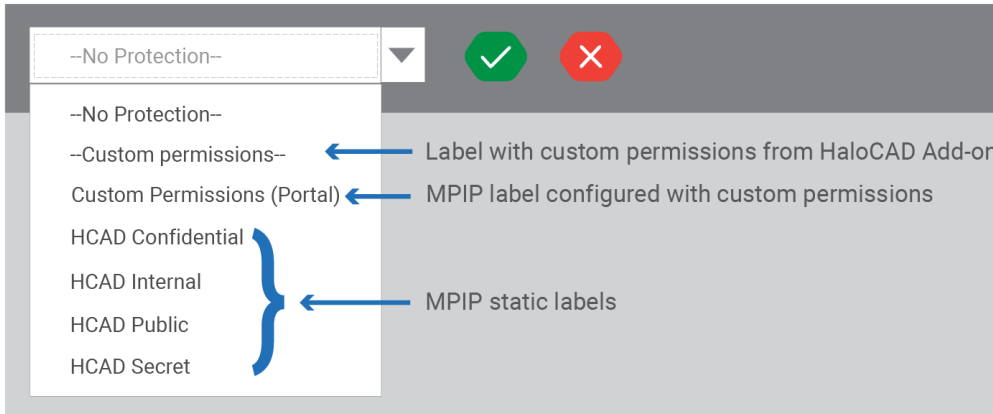 --No Protection--
--No Protection--
--Custom permissions--
Label with custom permissions from HaloCAD Add-on
Custom Permissions (Portal)
MPIP label configured with custom permissions
HCAD Confidential
HCAD Internal
MPIP static labels
HCAD Public
HCAD Secret